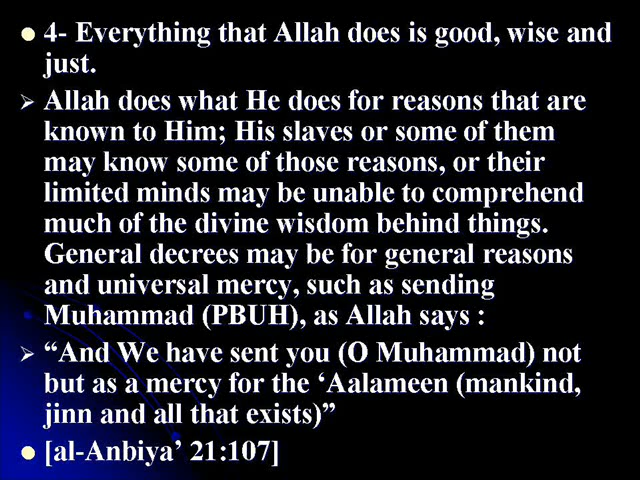 4- Everything that Allah does is good, wise and
just.
Allah does what He does for reasons that are
known to Him; His slaves or some of them
may know some of those reasons, or their
limited minds may be unable to comprehend
much of the divine wisdom behind things.
General decrees may be for general reasons
and universal mercy, such as sending
Muhammad (PBUH), as Allah says :
“And We have sent you (O Muhammad) not
but as a mercy for the ‘Aalameen (mankind,
jinn and all that exists)”
[al-Anbiya’ 21:107]